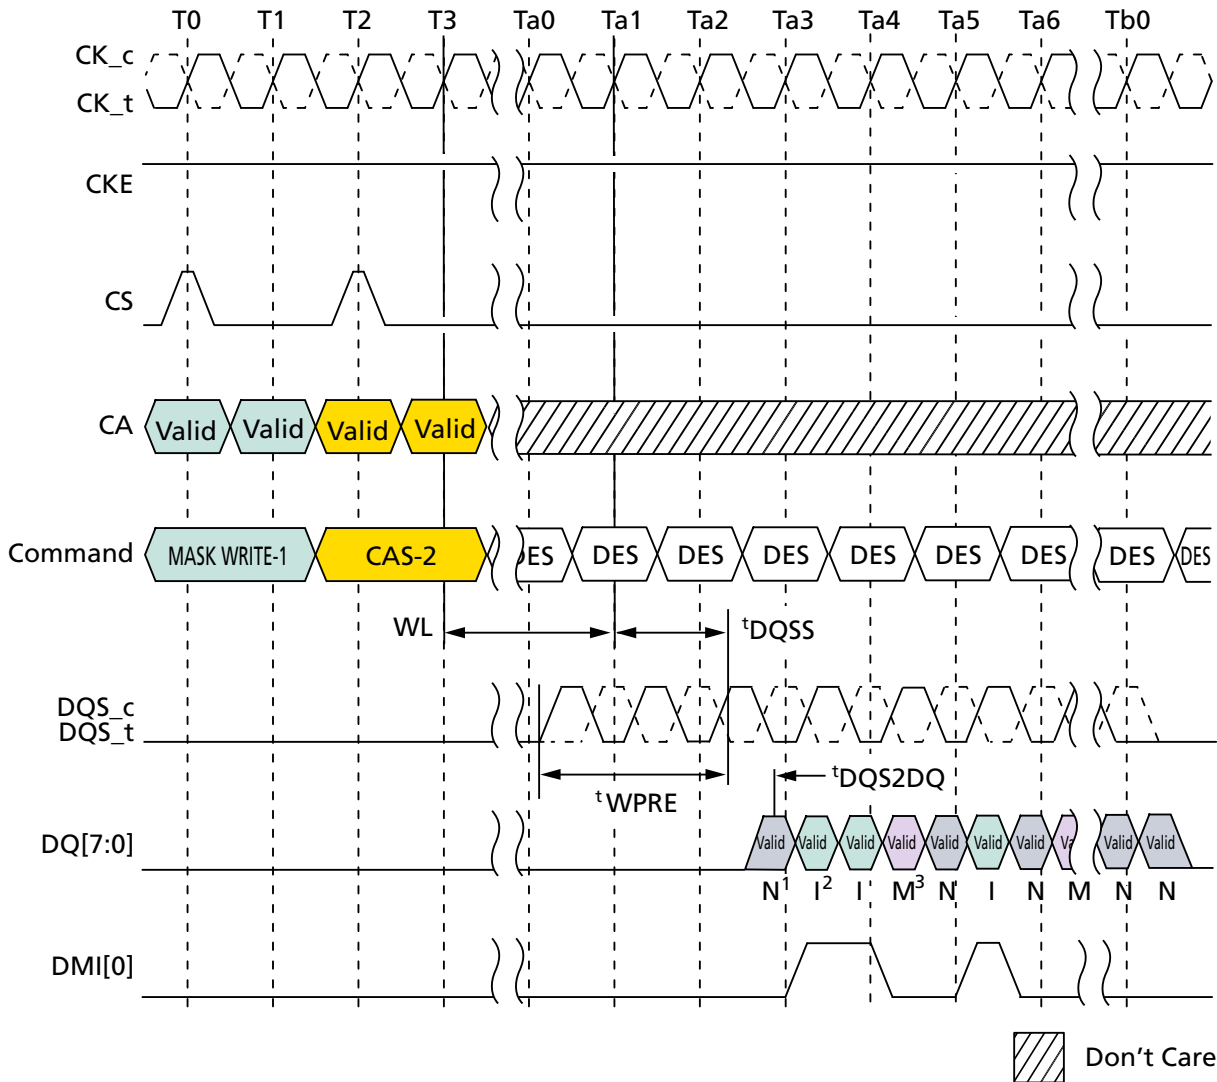 T0 T1 T2 T3 Ta0 Ta1 Ta2 Ta3 Ta4 Ta5 Ta6 Tb0
CK_c
CK_t
CKE
CS
CA Valid Valid Valid Valid
Command MASK WRITE-1 CAS-2 DES DES DES DES DES DES DES DES DES
WL tDQSS
DQS_c
DQS_t
tDQS2DQ
tWPRE
DQ[7:0] Valid Valid Valid Valid Valid Valid Valid Va Valid Valid
N1 I2 I M3 N I N M N N
DMI[0]
Don't Care